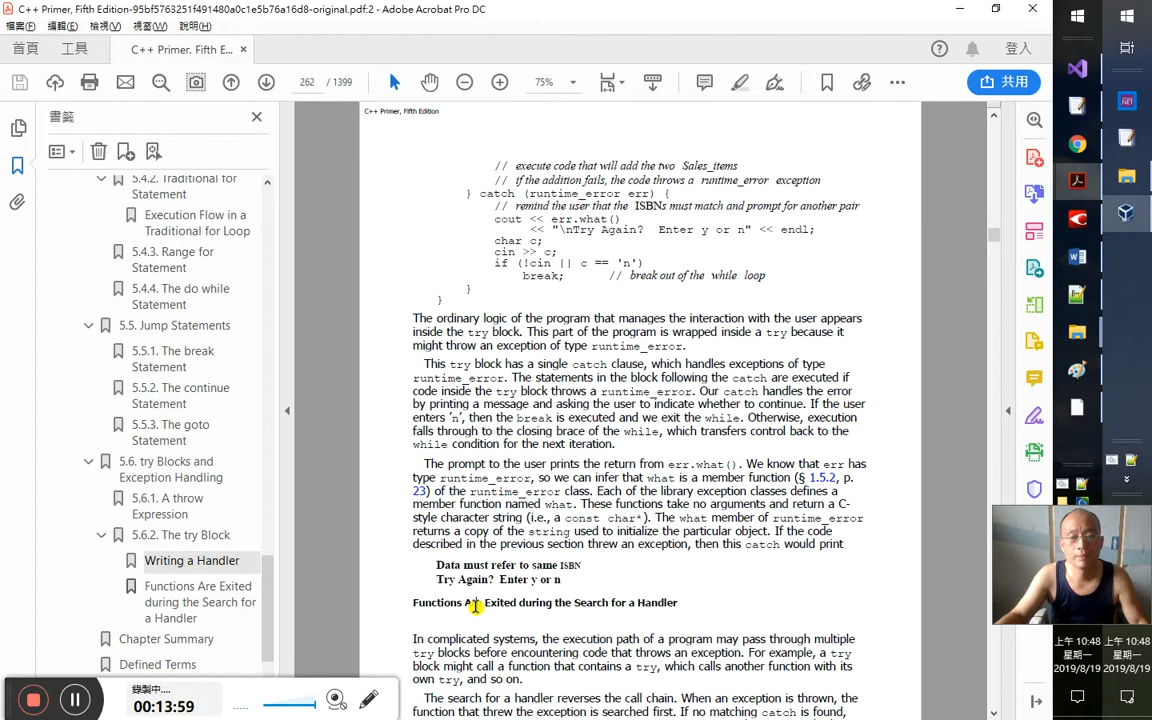 C++ Primer, Fifth Edition-95bf5763251f491480a0c1e5b76a16d8-original.pdf:2 - Adobe Acrobat Pro DC
檔案(F) 編輯(E) 檢視(V) 視窗(W) 說明(H)
首頁 工具 C++ Primer, Fifth E... × 登入
262 / 1399 75% 共用
書籤
5.4.2. Traditional for
Statement
Execution Flow in a
Traditional for Loop
5.4.3. Range for
Statement
5.4.4. The do while
Statement
5.5. Jump Statements
5.5.1. The break
Statement
5.5.2. The continue
Statement
5.5.3. The goto
Statement
5.6. try Blocks and
Exception Handling
5.6.1. A throw
Expression
5.6.2. The try Block
Writing a Handler
Functions Are Exited
during the Search for
a Handler
Chapter Summary
Defined Terms
C++ Primer, Fifth Edition
// execute code that will add the two Sales_items
// if the addition fails, the code throws a runtime_error exception
} catch (runtime_error err) {
// remind the user that the ISBNs must match and prompt for another pair
cout << err.what()
<< "\nTry Again? Enter y or n" << endl;
char c;
cin >> c;
if (!cin || c == 'n')
break; // break out of the while loop
}
}
The ordinary logic of the program that manages the interaction with the user appears
inside the try block. This part of the program is wrapped inside a try because it
might throw an exception of type runtime_error.
This try block has a single catch clause, which handles exceptions of type
runtime_error. The statements in the block following the catch are executed if
code inside the try block throws a runtime_error. Our catch handles the error
by printing a message and asking the user to indicate whether to continue. If the user
enters 'n', then the break is executed and we exit the while. Otherwise, execution
falls through to the closing brace of the while, which transfers control back to the
while condition for the next iteration.
The prompt to the user prints the return from err.what(). We know that err has
type runtime_error, so we can infer that what is a member function (§ 1.5.2, p.
23) of the runtime_error class. Each of the library exception classes defines a
member function named what. These functions take no arguments and return a C-
style character string (i.e., a const char*). The what member of runtime_error
returns a copy of the string used to initialize the particular object. If the code
described in the previous section threw an exception, then this catch would print
Data must refer to same ISBN
Try Again? Enter y or n
Functions Are Exited during the Search for a Handler
In complicated systems, the execution path of a program may pass through multiple
try blocks before encountering code that throws an exception. For example, a try
block might call a function that contains a try, which calls another function with its
own try, and so on.
The search for a handler reverses the call chain. When an exception is thrown, the
function that threw the exception is searched first. If no matching catch is found,
錄製中...
00:13:59
上午 10:48
星期一
2019/8/19
上午 10:48
星期一
2019/8/19